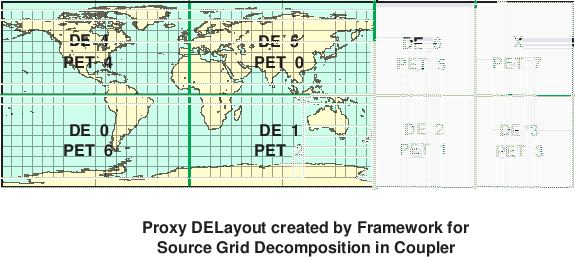 DE 4 DE 5 DE 6 X
PET 4 PET 0 PET 5 PET 7
DE 0 DE 1 DE 2 DE 3
PET 6 PET 2 PET 1 PET 3
Proxy DELayout created by Framework for
Source Grid Decomposition in Coupler